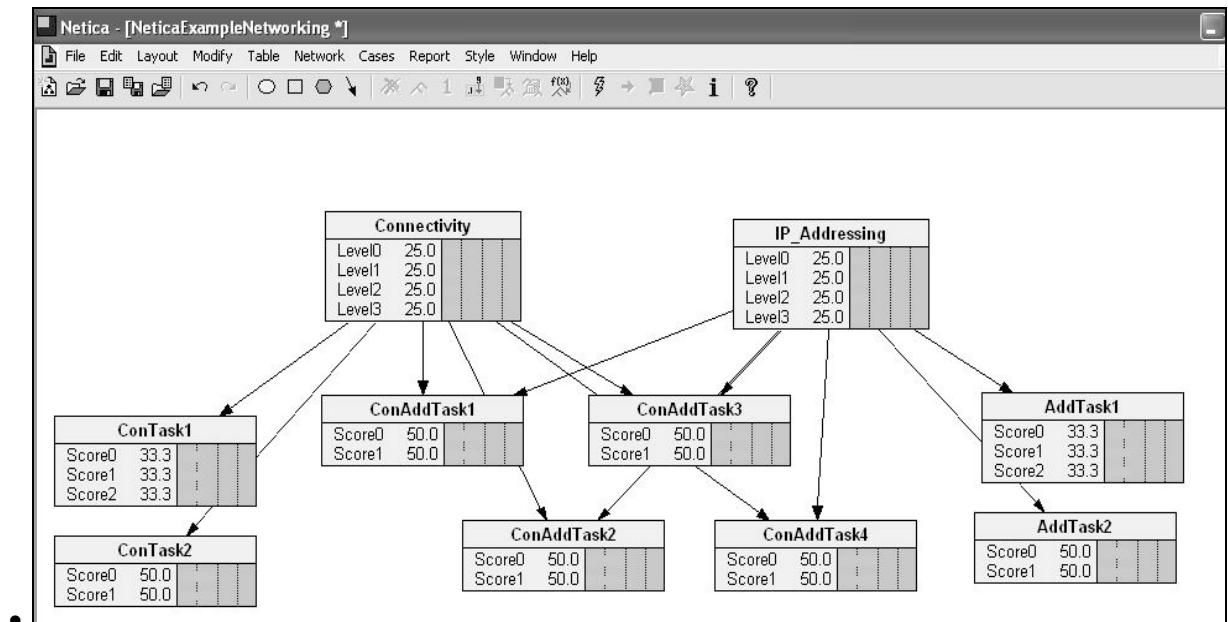 Netica - [NeticaExampleNetworking *]
File Edit Layout Modify Table Network Cases Report Style Window Help
Connectivity
Level0 25.0
Level1 25.0
Level2 25.0
Level3 25.0
IP_Addressing
Level0 25.0
Level1 25.0
Level2 25.0
Level3 25.0
ConTask1
Score0 33.3
Score1 33.3
Score2 33.3
ConAddTask1
Score0 50.0
Score1 50.0
ConAddTask3
Score0 50.0
Score1 50.0
AddTask1
Score0 33.3
Score1 33.3
Score2 33.3
ConTask2
Score0 50.0
Score1 50.0
ConAddTask2
Score0 50.0
Score1 50.0
ConAddTask4
Score0 50.0
Score1 50.0
AddTask2
Score0 50.0
Score1 50.0